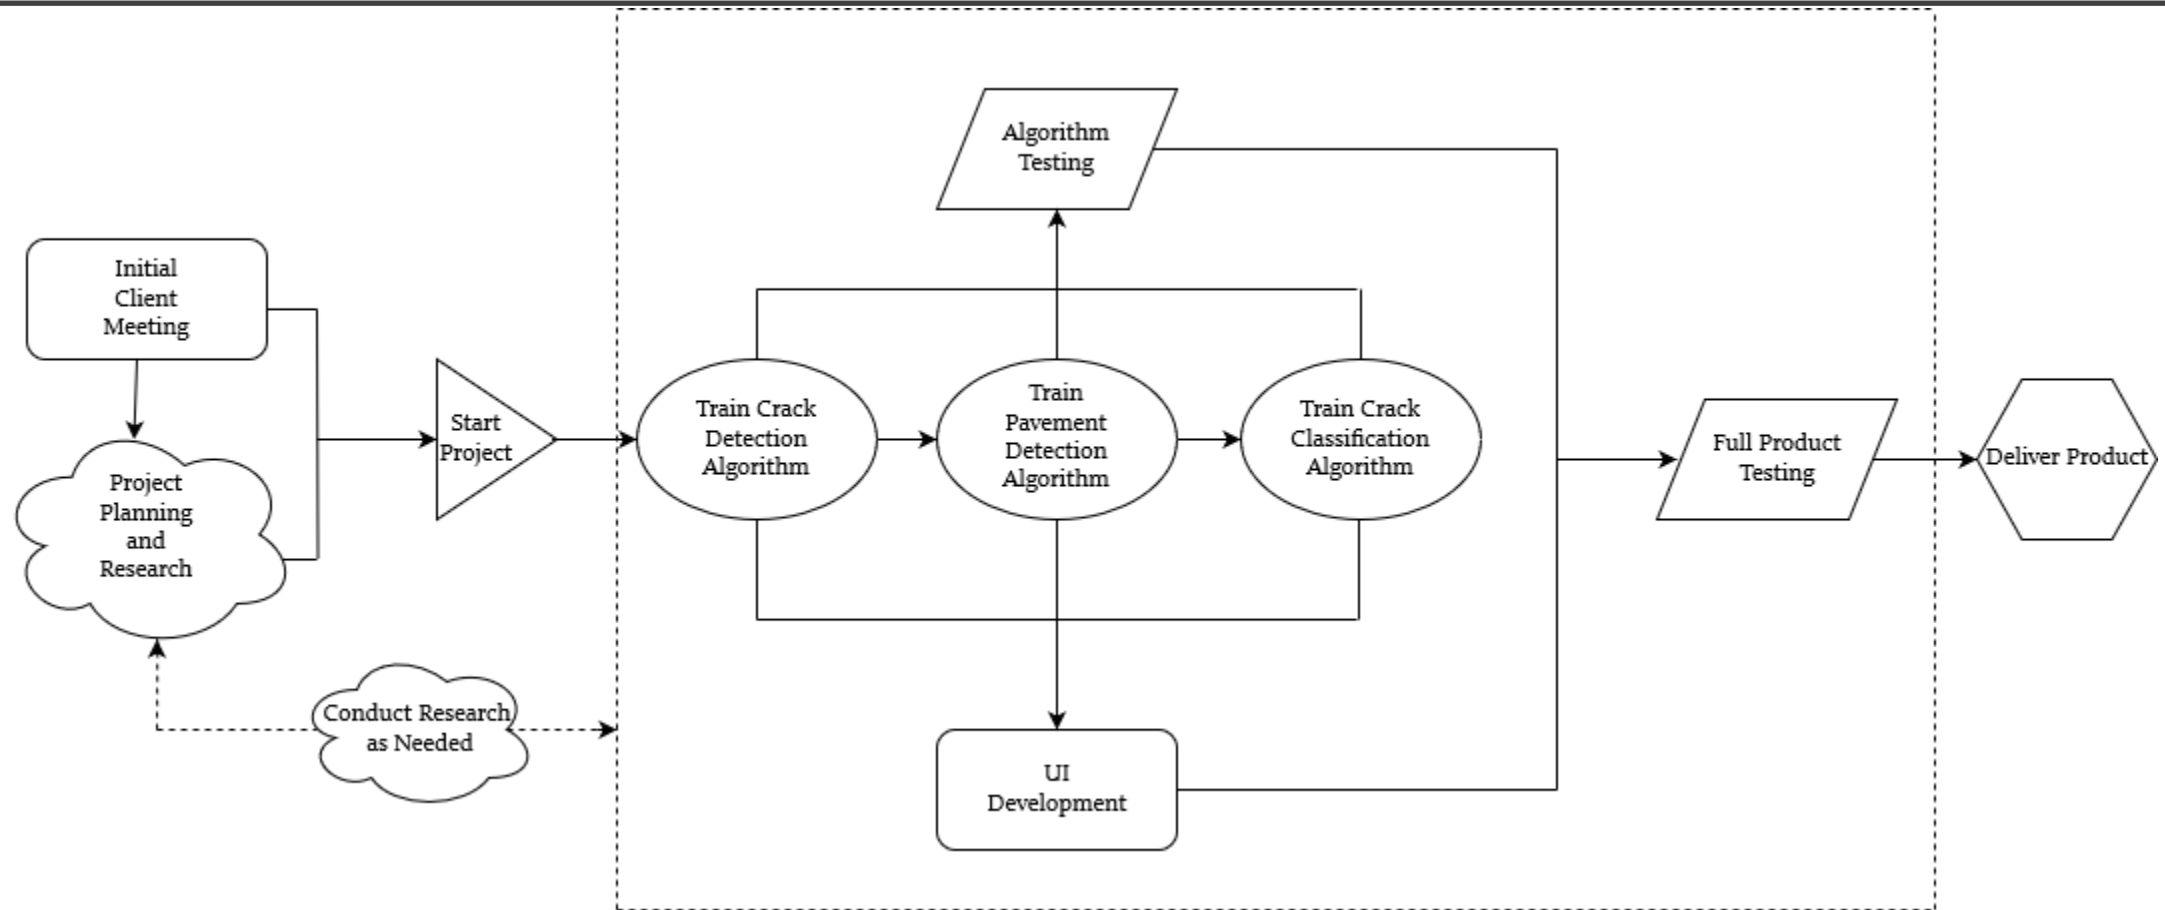 Initial
Client
Meeting
Project
Planning
and
Research
Conduct Research
as Needed
Start
Project
Algorithm
Testing
Train Crack
Detection
Algorithm
Train
Pavement
Detection
Algorithm
Train Crack
Classification
Algorithm
UI
Development
Full Product
Testing
Deliver Product